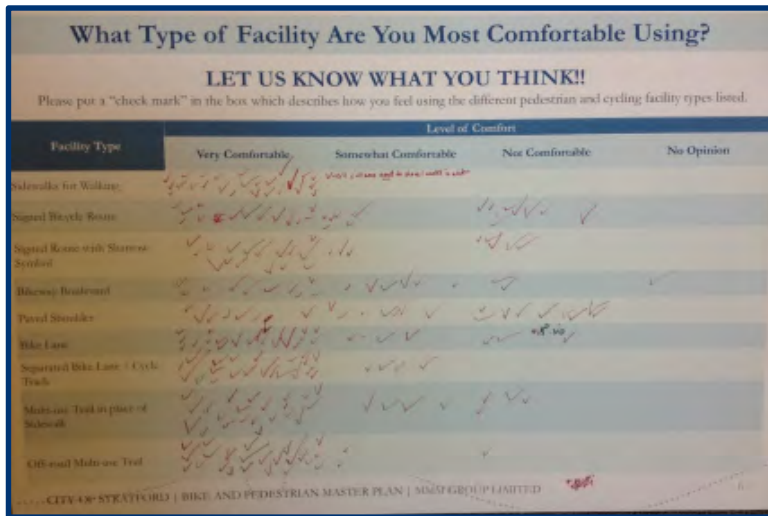 What Type of Facility Are You Most Comfortable Using?
LET US KNOW WHAT YOU THINK!!
Please put a "check mark" in the box which describes how you feel using the different pedestrian and cycling facility types listed.
Facility Type
Level of Comfort
Very Comfortable
Somewhat Comfortable
Not Comfortable
No Opinion
Sidewalks for Walking
Signed Bicycle Route
Signed Route with Sharrow
Symbol
Bikeway Boulevard
Paved Shoulder
Bike Lane
Separated Bike Lane / Cycle
Track
Multi-use Trail in place of
Sidewalk
Off-road Multi-use Trail
CITY OF STRATFORD | BIKE AND PEDESTRIAN MASTER PLAN | MMM GROUP LIMITED